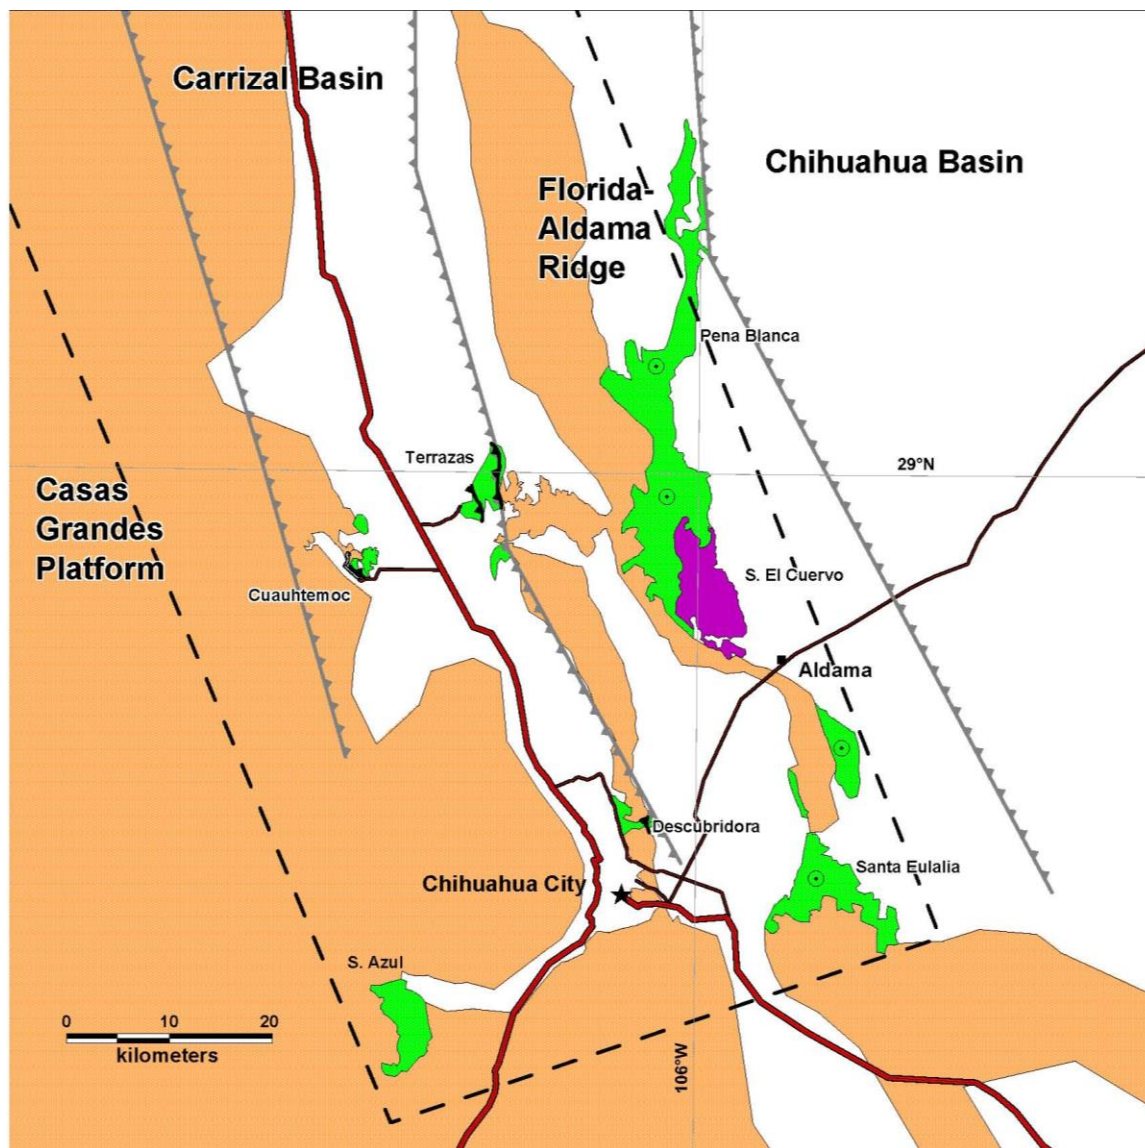 Carrizal Basin
Chihuahua Basin
Florida-
Aldama
Ridge
Pena Blanca
Terrazas
29°N
Casas
Grandes
Platform
S. El Cuervo
Cuauhtemoc
Aldama
Descubridora
Santa Eulalia
Chihuahua City
S. Azul
0 10 20
kilometers
106°W